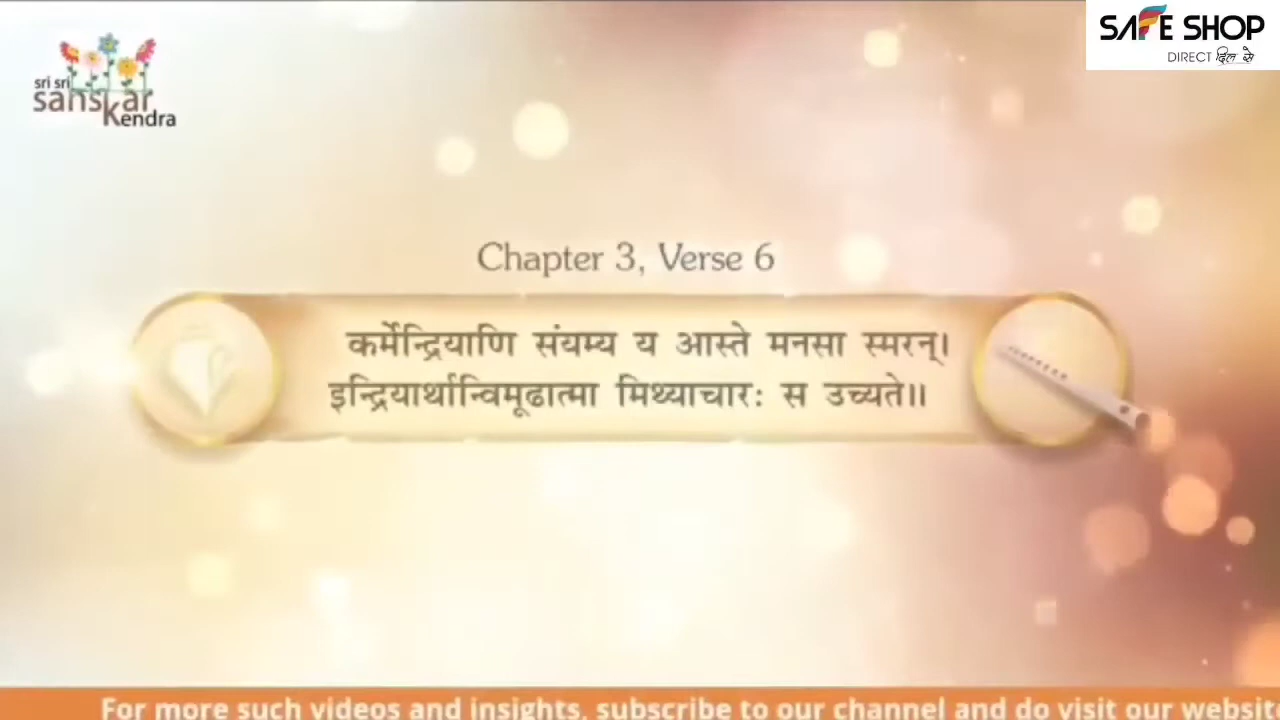 SAFE SHOP
DIRECT दिल से
sri sri
sanskar
Kendra
Chapter 3, Verse 6
कर्मेन्द्रियाणि संयम्य य आस्ते मनसा स्मरन्।
इन्द्रियार्थान्विमूढात्मा मिथ्याचारः स उच्यते॥
For more such videos and insights, subscribe to our channel and do visit our website